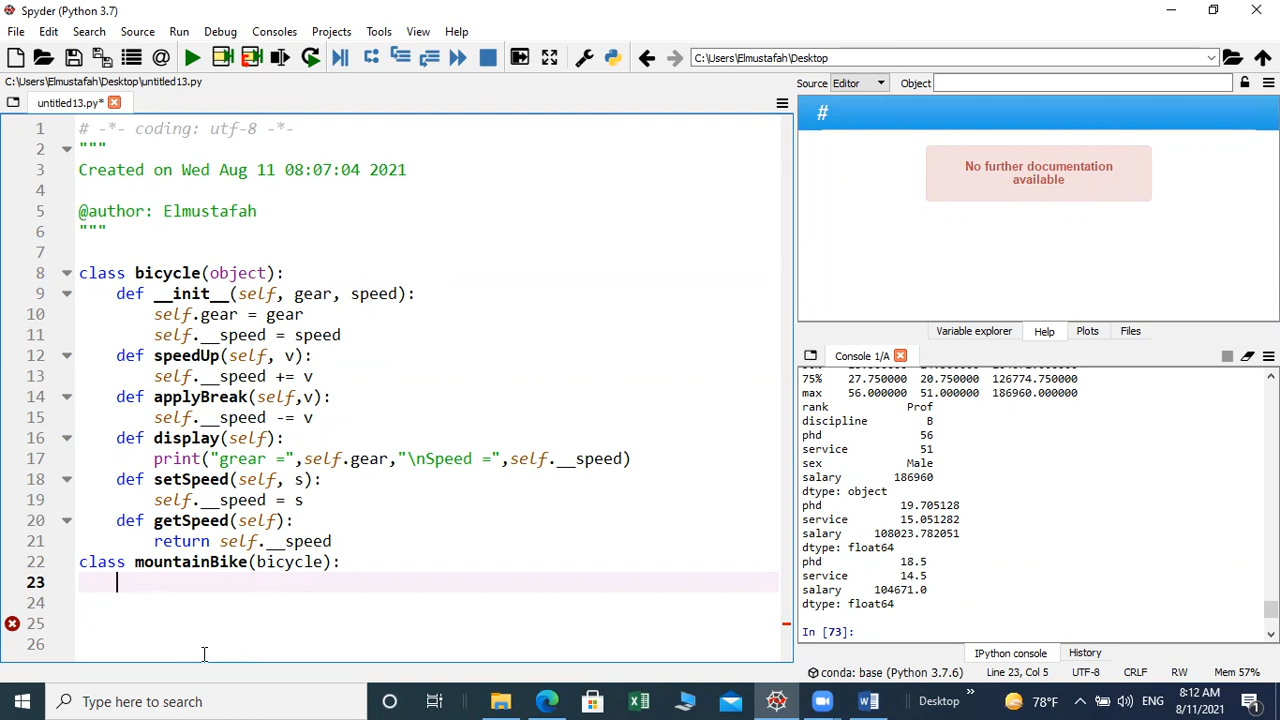 Spyder (Python 3.7)
File Edit Search Source Run Debug Consoles Projects Tools View Help
C:\Users\Elmustafah\Desktop
C:\Users\Elmustafah\Desktop\untitled13.py
Source Editor Object
untitled13.py*
1 # -*- coding: utf-8 -*-
2 """
3 Created on Wed Aug 11 08:07:04 2021
4
5 @author: Elmustafah
6 """
7
8 class bicycle(object):
9 def __init__(self, gear, speed):
10 self.gear = gear
11 self.__speed = speed
12 def speedUp(self, v):
13 self.__speed += v
14 def applyBreak(self,v):
15 self.__speed -= v
16 def display(self):
17 print("grear =",self.gear,"\nSpeed =",self.__speed)
18 def setSpeed(self, s):
19 self.__speed = s
20 def getSpeed(self):
21 return self.__speed
22 class mountainBike(bicycle):
23
24
25
26
#
No further documentation
available
Variable explorer Help Plots Files
Console 1/A
75% 27.750000 20.750000 126774.750000
max 56.000000 51.000000 186960.000000
rank Prof
discipline B
phd 56
service 51
sex Male
salary 186960
dtype: object
phd 19.705128
service 15.051282
salary 108023.782051
dtype: float64
phd 18.5
service 14.5
salary 104671.0
dtype: float64
In [73]:
IPython console History
conda: base (Python 3.7.6) Line 23, Col 5 UTF-8 CRLF RW Mem 57%
Type here to search
Desktop » 78°F ENG 8:12 AM
8/11/2021